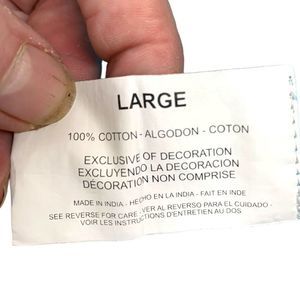 LARGE
100% COTTON - ALGODON - COTON
EXCLUSIVE OF DECORATION
EXCLUYENDO LA DECORACION
DÉCORATION NON COMPRISE
MADE IN INDIA - HECHO EN LA INDIA - FAIT EN INDE
SEE REVERSE FOR CARE - VER AL REVERSO PARA EL CUIDADO -
VOIR LES INSTRUCTIONS D'ENTRETIEN AU DOS